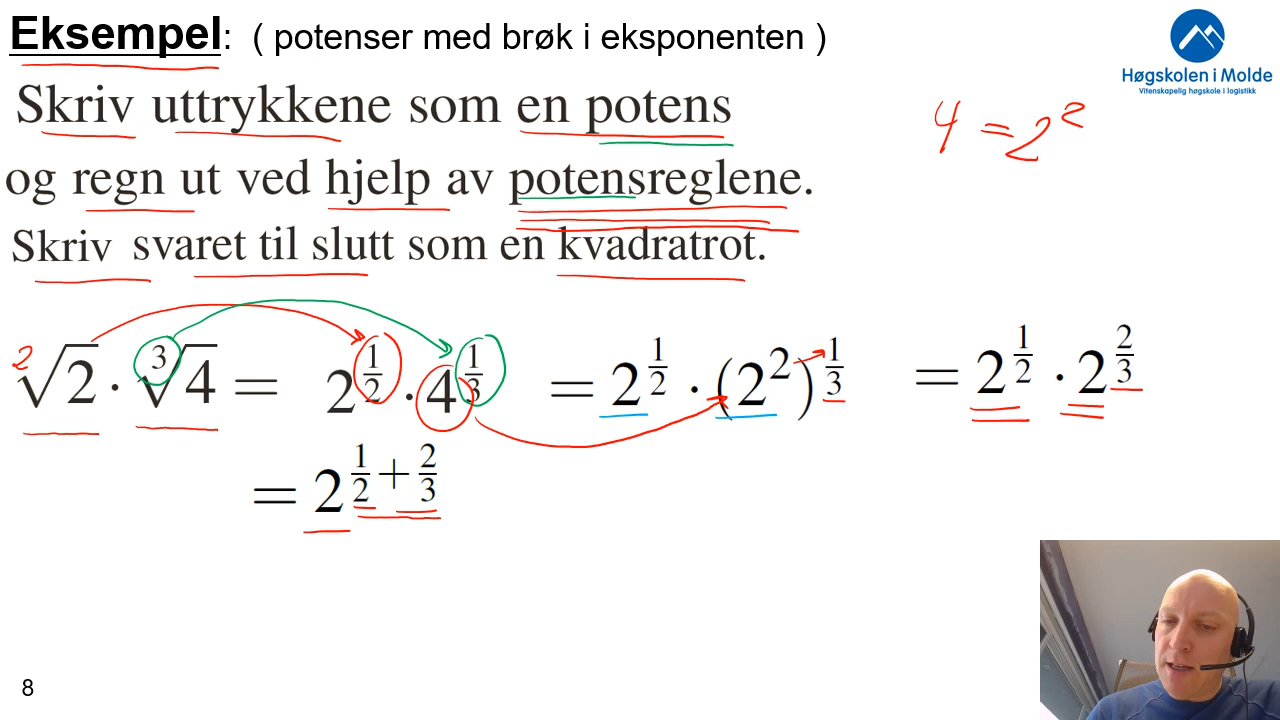 Eksempel: ( potenser med brøk i eksponenten )
Høgskolen i Molde
Vitenskapelig høgskole i logistikk
Skriv uttrykkene som en potens
4 = 2²
og regn ut ved hjelp av potensreglene.
Skriv svaret til slutt som en kvadratrot.
²√2 · ³√4 = 2^(1/2) · 4^(1/3) = 2^(1/2) · (2²)^(1/3) = 2^(1/2) · 2^(2/3)
= 2^(1/2 + 2/3)
8